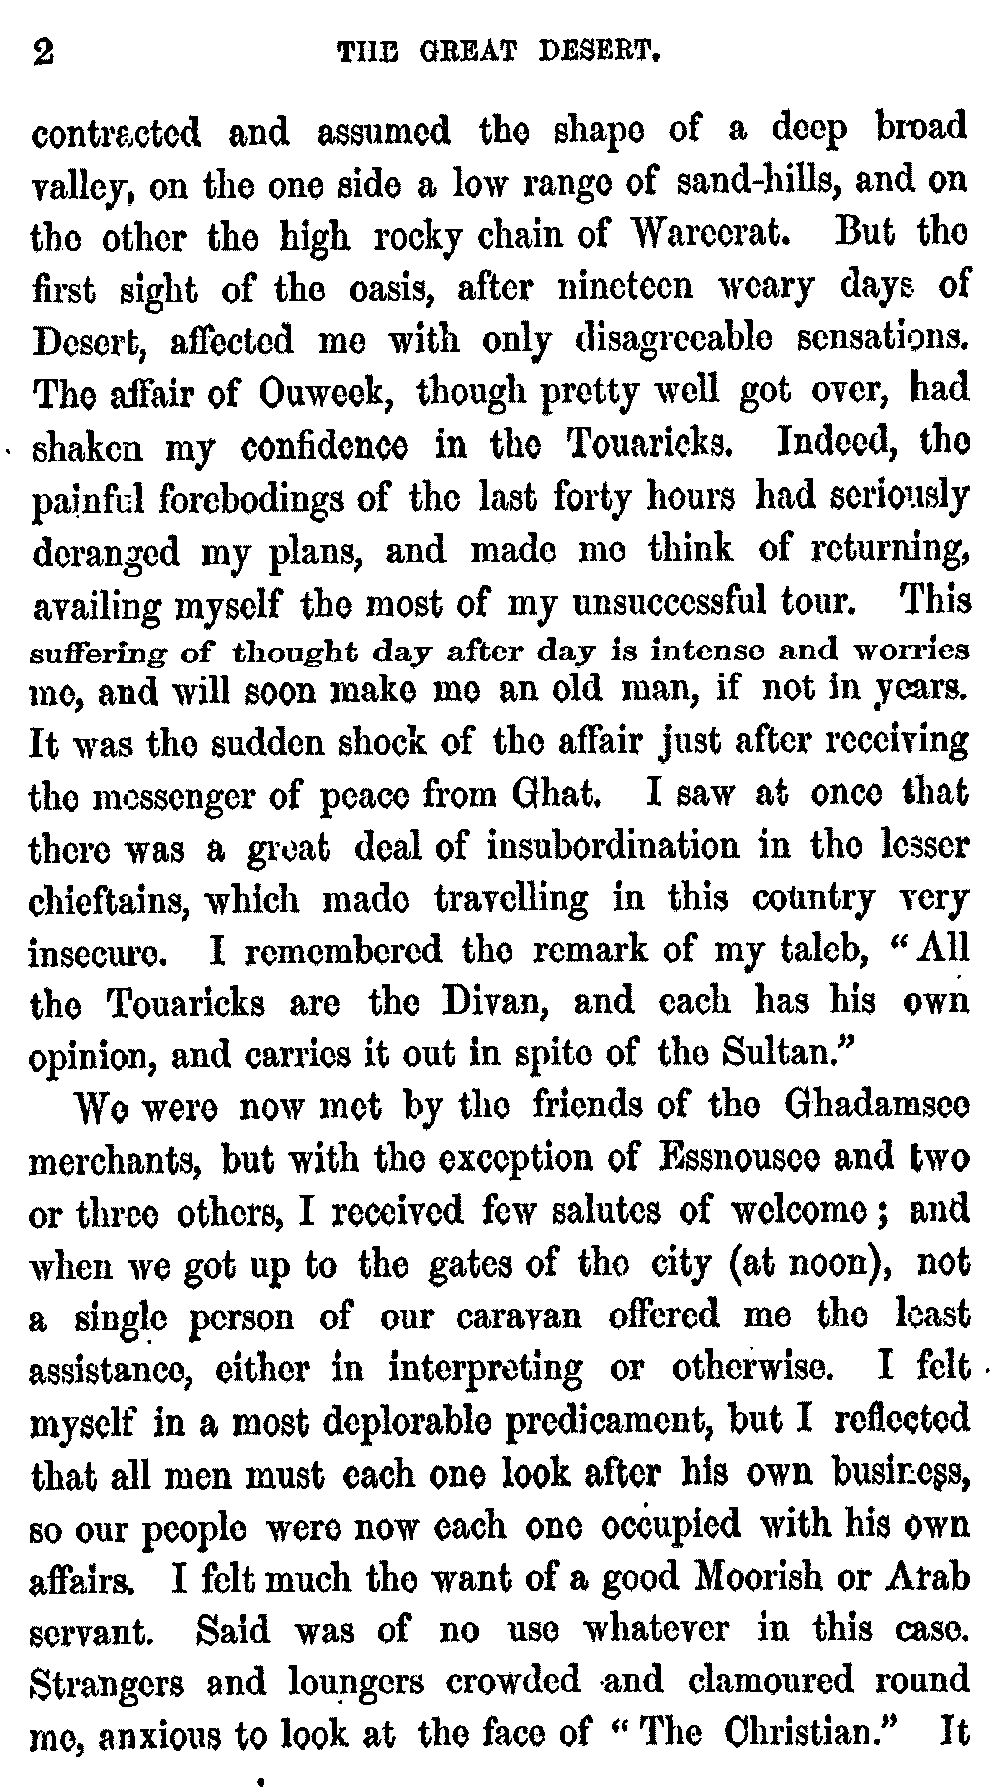 2 THE GREAT DESERT.
contracted and assumed the shape of a deep broad
valley, on the one side a low range of sand-hills, and on
the other the high rocky chain of Wareerat. But the
first sight of the oasis, after nineteen weary days of
Desert, affected me with only disagreeable sensations.
The affair of Ouweek, though pretty well got over, had
shaken my confidence in the Touaricks. Indeed, the
painful forebodings of the last forty hours had seriously
deranged my plans, and made me think of returning,
availing myself the most of my unsuccessful tour. This
suffering of thought day after day is intense and worries
me, and will soon make me an old man, if not in years.
It was the sudden shock of the affair just after receiving
the messenger of peace from Ghat. I saw at once that
there was a great deal of insubordination in the lesser
chieftains, which made travelling in this country very
insecure. I remembered the remark of my taleb, “All
the Touaricks are the Divan, and each has his own
opinion, and carries it out in spite of the Sultan.”
We were now met by the friends of the Ghadamsee
merchants, but with the exception of Essnousee and two
or three others, I received few salutes of welcome; and
when we got up to the gates of the city (at noon), not
a single person of our caravan offered me the least
assistance, either in interpreting or otherwise. I felt
myself in a most deplorable predicament, but I reflected
that all men must each one look after his own business,
so our people were now each one occupied with his own
affairs. I felt much the want of a good Moorish or Arab
servant. Said was of no use whatever in this case.
Strangers and loungers crowded and clamoured round
me, anxious to look at the face of “The Christian.” It